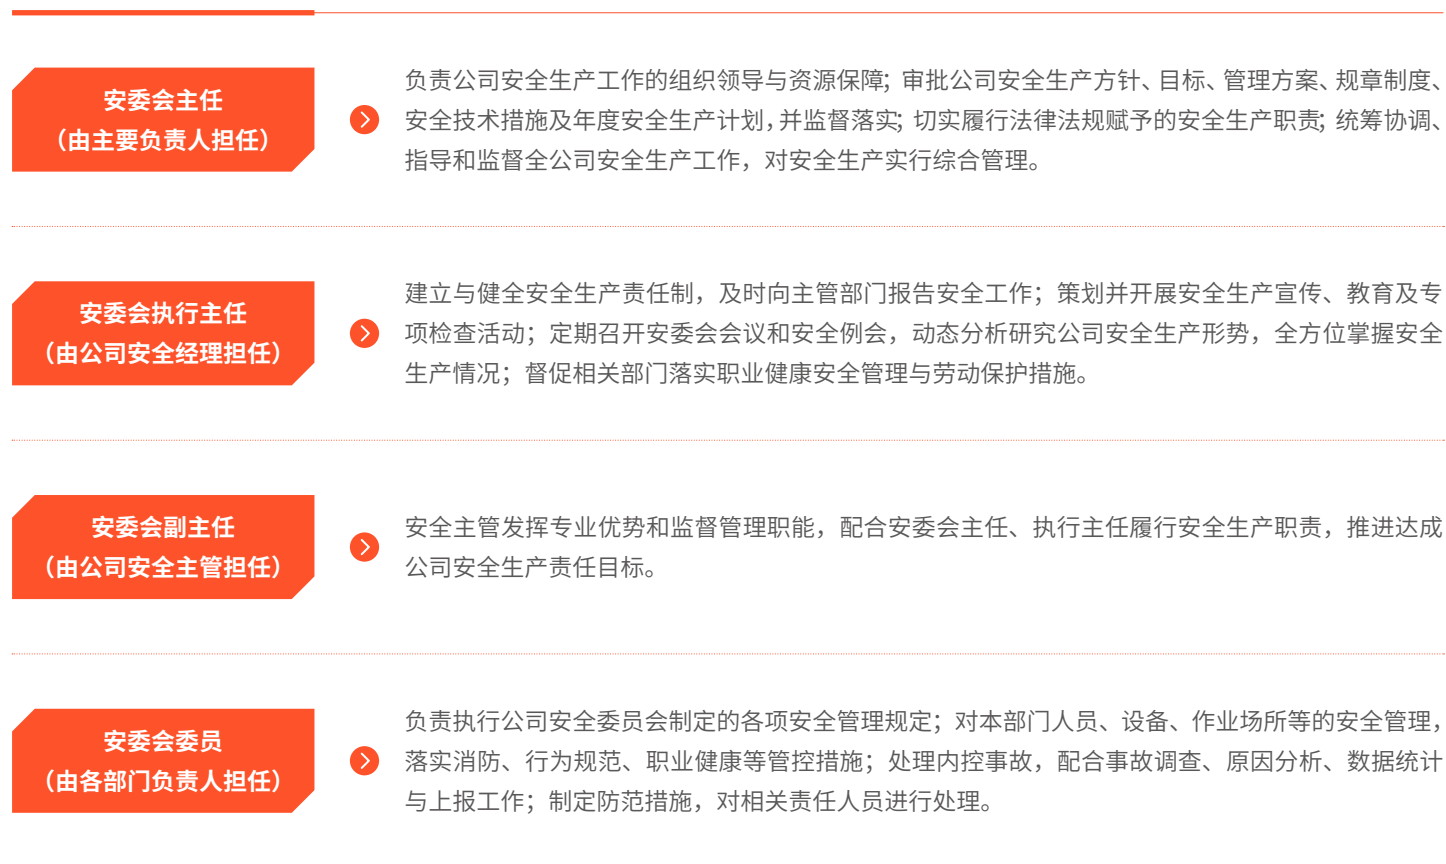 安委会主任
（由主要负责人担任）
负责公司安全生产工作的组织领导与资源保障；审批公司安全生产方针、目标、管理方案、规章制度、
安全技术措施及年度安全生产计划，并监督落实；切实履行法律法规赋予的安全生产职责；统筹协调、
指导和监督全公司安全生产工作，对安全生产实行综合管理。
安委会执行主任
（由公司安全经理担任）
建立与健全安全生产责任制，及时向主管部门报告安全工作；策划并开展安全生产宣传、教育及专
项检查活动；定期召开安委会会议和安全例会，动态分析研究公司安全生产形势，全方位掌握安全
生产情况；督促相关部门落实职业健康安全管理与劳动保护措施。
安委会副主任
（由公司安全主管担任）
安全主管发挥专业优势和监督管理职能，配合安委会主任、执行主任履行安全生产职责，推进达成
公司安全生产责任目标。
安委会委员
（由各部门负责人担任）
负责执行公司安全委员会制定的各项安全管理规定；对本部门人员、设备、作业场所等的安全管理，
落实消防、行为规范、职业健康等管控措施；处理内控事故，配合事故调查、原因分析、数据统计
与上报工作；制定防范措施，对相关责任人员进行处理。